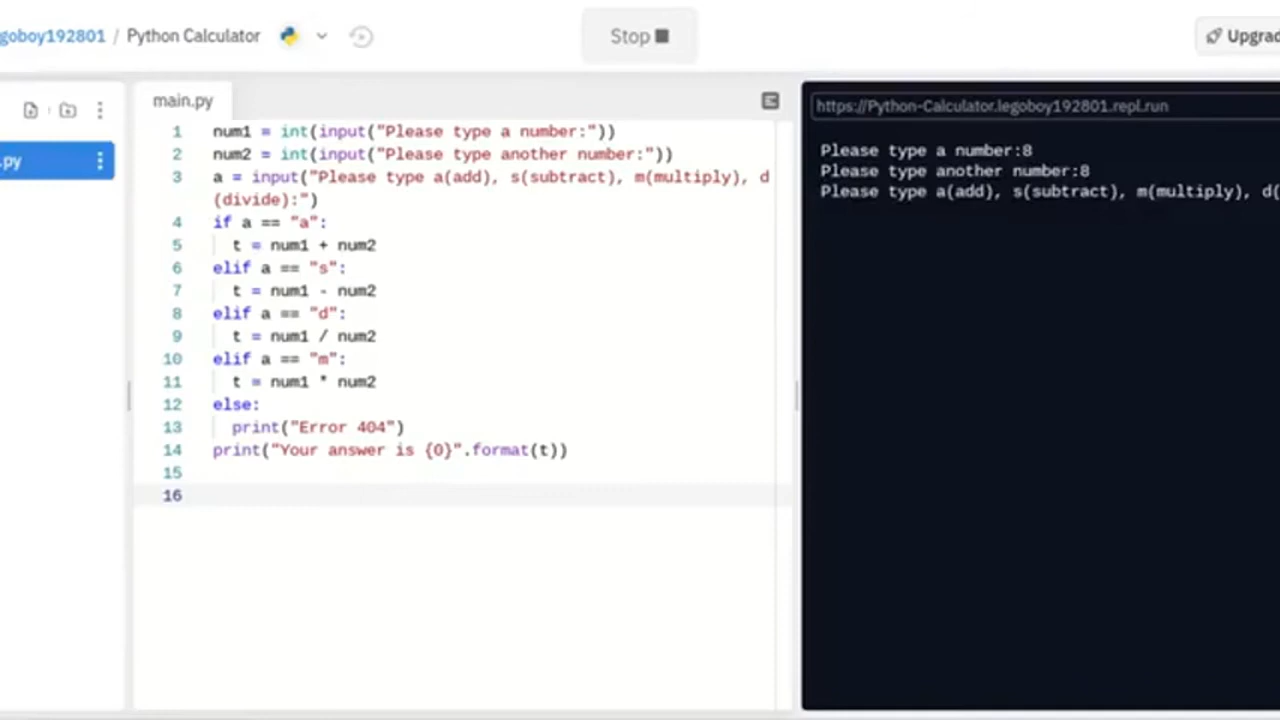 goboy192801 / Python Calculator
Stop
Upgrad
main.py
.py
1 num1 = int(input("Please type a number:"))
2 num2 = int(input("Please type another number:"))
3 a = input("Please type a(add), s(subtract), m(multiply), d
(divide):")
4 if a == "a":
5 t = num1 + num2
6 elif a == "s":
7 t = num1 - num2
8 elif a == "d":
9 t = num1 / num2
10 elif a == "m":
11 t = num1 * num2
12 else:
13 print("Error 404")
14 print("Your answer is {0}".format(t))
15
16
https://Python-Calculator.legoboy192801.repl.run
Please type a number:8
Please type another number:8
Please type a(add), s(subtract), m(multiply), d(